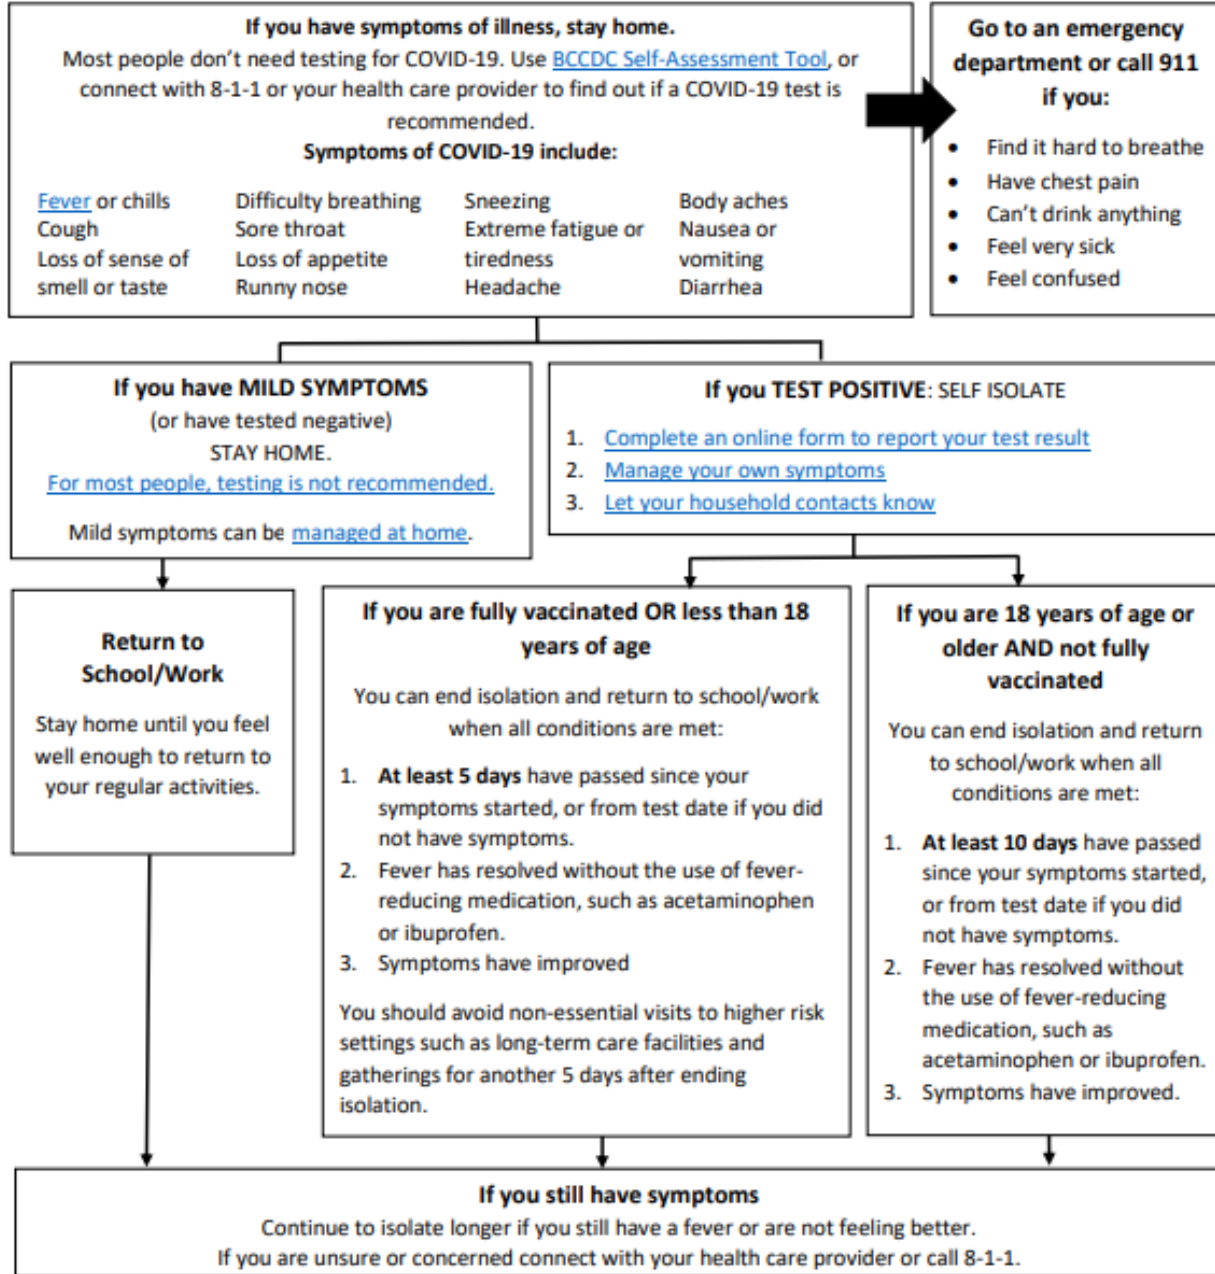 If you have symptoms of illness, stay home.
Most people don't need testing for COVID-19. Use BCCDC Self-Assessment Tool, or
connect with 8-1-1 or your health care provider to find out if a COVID-19 test is
recommended.
Symptoms of COVID-19 include:
Fever or chills
Cough
Loss of sense of
smell or taste
Difficulty breathing
Sore throat
Loss of appetite
Runny nose
Sneezing
Extreme fatigue or
tiredness
Headache
Body aches
Nausea or
vomiting
Diarrhea
Go to an emergency
department or call 911
if you:
• Find it hard to breathe
• Have chest pain
• Can't drink anything
• Feel very sick
• Feel confused
If you have MILD SYMPTOMS
(or have tested negative)
STAY HOME.
For most people, testing is not recommended.
Mild symptoms can be managed at home.
If you TEST POSITIVE: SELF ISOLATE
1. Complete an online form to report your test result
2. Manage your own symptoms
3. Let your household contacts know
Return to
School/Work
Stay home until you feel
well enough to return to
your regular activities.
If you are fully vaccinated OR less than 18
years of age
You can end isolation and return to school/work
when all conditions are met:
1. At least 5 days have passed since your
symptoms started, or from test date if you did
not have symptoms.
2. Fever has resolved without the use of fever-
reducing medication, such as acetaminophen
or ibuprofen.
3. Symptoms have improved
You should avoid non-essential visits to higher risk
settings such as long-term care facilities and
gatherings for another 5 days after ending
isolation.
If you are 18 years of age or
older AND not fully
vaccinated
You can end isolation and return
to school/work when all
conditions are met:
1. At least 10 days have passed
since your symptoms started,
or from test date if you did
not have symptoms.
2. Fever has resolved without
the use of fever-reducing
medication, such as
acetaminophen or ibuprofen.
3. Symptoms have improved.
If you still have symptoms
Continue to isolate longer if you still have a fever or are not feeling better.
If you are unsure or concerned connect with your health care provider or call 8-1-1.